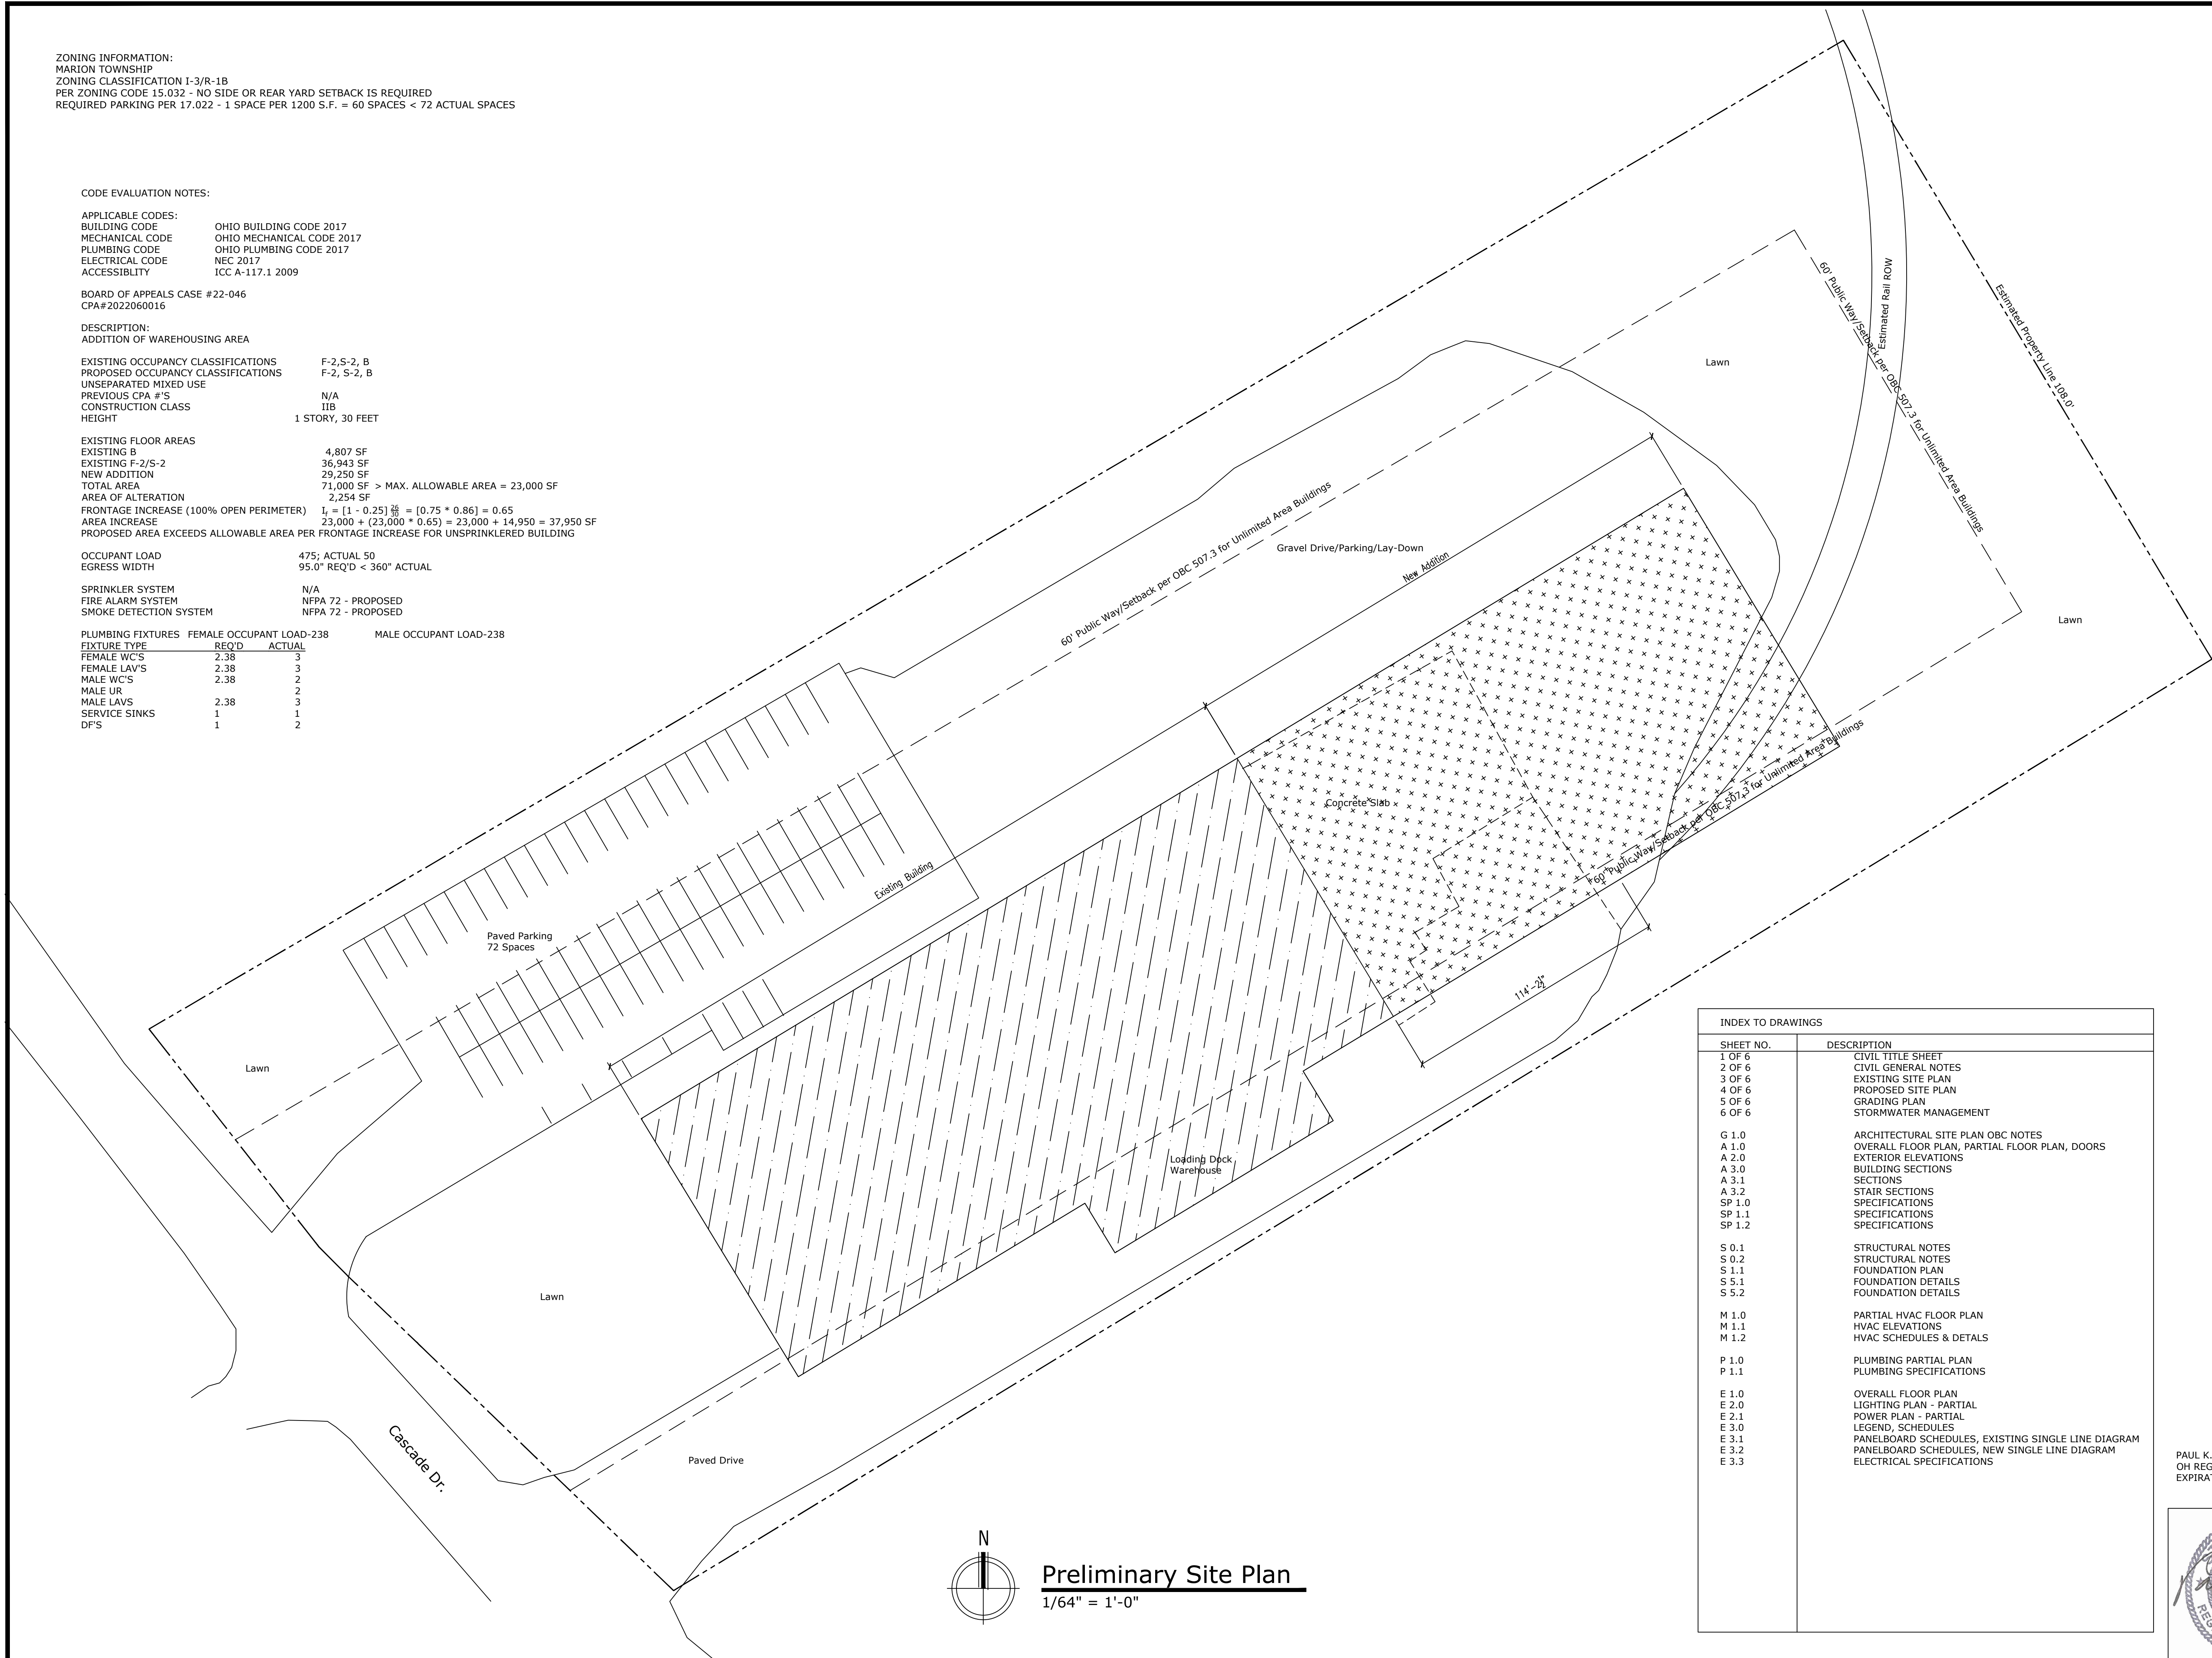 ZONING INFORMATION:
MARION TOWNSHIP
ZONING CLASSIFICATION I-3/R-1B
PER ZONING CODE 15.032 - NO SIDE OR REAR YARD SETBACK IS REQUIRED
REQUIRED PARKING PER 17.022 - 1 SPACE PER 1200 S.F. = 60 SPACES < 72 ACTUAL SPACES
CODE EVALUATION NOTES:
APPLICABLE CODES:
BUILDING CODE OHIO BUILDING CODE 2017
MECHANICAL CODE OHIO MECHANICAL CODE 2017
PLUMBING CODE OHIO PLUMBING CODE 2017
ELECTRICAL CODE NEC 2017
ACCESSIBLITY ICC A-117.1 2009
BOARD OF APPEALS CASE #22-046
CPA#2022060016
DESCRIPTION:
ADDITION OF WAREHOUSING AREA
EXISTING OCCUPANCY CLASSIFICATIONS F-2,S-2, B
PROPOSED OCCUPANCY CLASSIFICATIONS F-2, S-2, B
UNSEPARATED MIXED USE
PREVIOUS CPA #'S N/A
CONSTRUCTION CLASS IIB
HEIGHT 1 STORY, 30 FEET
EXISTING FLOOR AREAS
EXISTING B 4,807 SF
EXISTING F-2/S-2 36,943 SF
NEW ADDITION 29,250 SF
TOTAL AREA 71,000 SF > MAX. ALLOWABLE AREA = 23,000 SF
AREA OF ALTERATION 2,254 SF
FRONTAGE INCREASE (100% OPEN PERIMETER) If = [1 - 0.25] 26/30 = [0.75 * 0.86] = 0.65
AREA INCREASE 23,000 + (23,000 * 0.65) = 23,000 + 14,950 = 37,950 SF
PROPOSED AREA EXCEEDS ALLOWABLE AREA PER FRONTAGE INCREASE FOR UNSPRINKLERED BUILDING
OCCUPANT LOAD 475; ACTUAL 50
EGRESS WIDTH 95.0" REQ'D < 360" ACTUAL
SPRINKLER SYSTEM N/A
FIRE ALARM SYSTEM NFPA 72 - PROPOSED
SMOKE DETECTION SYSTEM NFPA 72 - PROPOSED
PLUMBING FIXTURES FEMALE OCCUPANT LOAD-238 MALE OCCUPANT LOAD-238
FIXTURE TYPE REQ'D ACTUAL
FEMALE WC'S 2.38 3
FEMALE LAV'S 2.38 3
MALE WC'S 2.38 2
MALE UR 2
MALE LAVS 2.38 3
SERVICE SINKS 1 1
DF'S 1 2
60' Public Way/Setback per OBC 507.3 for Unlimited Area Buildings
Estimated Rail ROW
60' Public Way/Setback per OBC 507.3 for Unlimited Area Buildings
Estimated Property Line 108.0'
Lawn
Lawn
Gravel Drive/Parking/Lay-Down
New Addition
Concrete Slab
60' Public Way/Setback per OBC 507.3 for Unlimited Area Buildings
Existing Building
Paved Parking
72 Spaces
114'-2½"
Lawn
Loading Dock
Warehouse
Lawn
Cascade Dr.
Paved Drive
N
Preliminary Site Plan
1/64" = 1'-0"
INDEX TO DRAWINGS
SHEET NO. DESCRIPTION
1 OF 6 CIVIL TITLE SHEET
2 OF 6 CIVIL GENERAL NOTES
3 OF 6 EXISTING SITE PLAN
4 OF 6 PROPOSED SITE PLAN
5 OF 6 GRADING PLAN
6 OF 6 STORMWATER MANAGEMENT
G 1.0 ARCHITECTURAL SITE PLAN OBC NOTES
A 1.0 OVERALL FLOOR PLAN, PARTIAL FLOOR PLAN, DOORS
A 2.0 EXTERIOR ELEVATIONS
A 3.0 BUILDING SECTIONS
A 3.1 SECTIONS
A 3.2 STAIR SECTIONS
SP 1.0 SPECIFICATIONS
SP 1.1 SPECIFICATIONS
SP 1.2 SPECIFICATIONS
S 0.1 STRUCTURAL NOTES
S 0.2 STRUCTURAL NOTES
S 1.1 FOUNDATION PLAN
S 5.1 FOUNDATION DETAILS
S 5.2 FOUNDATION DETAILS
M 1.0 PARTIAL HVAC FLOOR PLAN
M 1.1 HVAC ELEVATIONS
M 1.2 HVAC SCHEDULES & DETALS
P 1.0 PLUMBING PARTIAL PLAN
P 1.1 PLUMBING SPECIFICATIONS
E 1.0 OVERALL FLOOR PLAN
E 2.0 LIGHTING PLAN - PARTIAL
E 2.1 POWER PLAN - PARTIAL
E 3.0 LEGEND, SCHEDULES
E 3.1 PANELBOARD SCHEDULES, EXISTING SINGLE LINE DIAGRAM
E 3.2 PANELBOARD SCHEDULES, NEW SINGLE LINE DIAGRAM
E 3.3 ELECTRICAL SPECIFICATIONS
PAUL K.
OH REG
EXPIRAT
REG